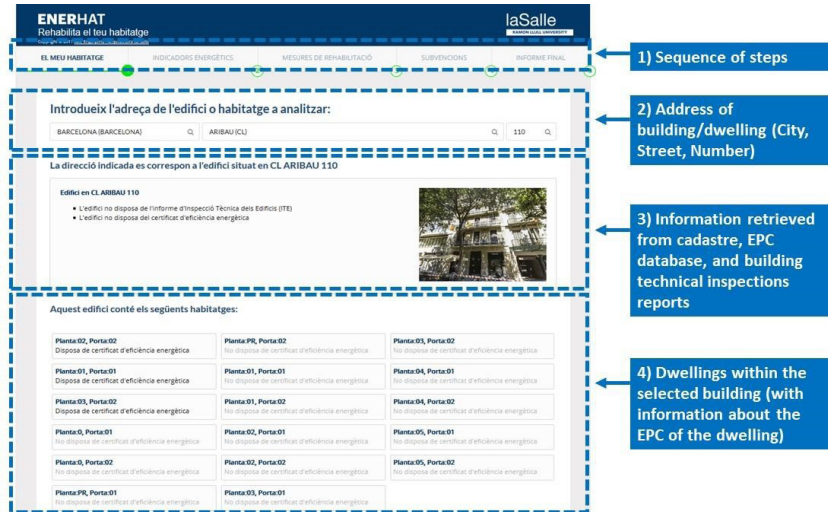 ENERHAT
Rehabilita el teu habitatge
laSalle
RAMON LLULL UNIVERSITY
EL MEU HABITATGE
INDICADORS ENERGÈTICS
MESURES DE REHABILITACIÓ
SUBVENCIONS
INFORME FINAL
1) Sequence of steps
Introdueix l'adreça de l'edifici o habitatge a analitzar:
BARCELONA (BARCELONA)
ARIBAU (CL)
110
2) Address of
building/dwelling (City,
Street, Number)
La direcció indicada es correspon a l'edifici situat en CL ARIBAU 110
Edifici en CL ARIBAU 110
L'edifici no disposa de l'informe d'Inspecció Tècnica dels Edificis (ITE)
L'edifici no disposa del certificat d'eficiència energètica
3) Information retrieved
from cadastre, EPC
database, and building
technical inspections
reports
Aquest edifici conté els següents habitatges:
Planta:02, Porta:02
Disposa de certificat d'eficiència energètica
Planta:PR, Porta:02
No disposa de certificat d'eficiència energètica
Planta:03, Porta:02
No disposa de certificat d'eficiència energètica
Planta:01, Porta:01
Disposa de certificat d'eficiència energètica
Planta:01, Porta:01
No disposa de certificat d'eficiència energètica
Planta:04, Porta:01
No disposa de certificat d'eficiència energètica
Planta:03, Porta:02
Disposa de certificat d'eficiència energètica
Planta:01, Porta:02
No disposa de certificat d'eficiència energètica
Planta:04, Porta:02
No disposa de certificat d'eficiència energètica
Planta:0, Porta:01
No disposa de certificat d'eficiència energètica
Planta:02, Porta:01
No disposa de certificat d'eficiència energètica
Planta:05, Porta:01
No disposa de certificat d'eficiència energètica
Planta:0, Porta:02
No disposa de certificat d'eficiència energètica
Planta:02, Porta:02
No disposa de certificat d'eficiència energètica
Planta:05, Porta:02
No disposa de certificat d'eficiència energètica
Planta:PR, Porta:01
No disposa de certificat d'eficiència energètica
Planta:03, Porta:01
No disposa de certificat d'eficiència energètica
4) Dwellings within the
selected building (with
information about the
EPC of the dwelling)